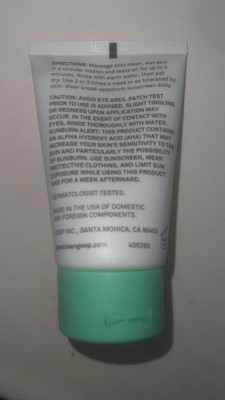 DIRECTIONS: Massage onto clean, wet skin
in a circular motion and leave on for up to
minutes. Rinse with warm water, then pat
dry. Use 2 or 3 times a week or as tolerated by
skin. Wear broad-spectrum sunscreen daily.
CAUTION: AVOID EYE AREA. PATCH TEST
PRIOR TO USE IS ADVISED. SLIGHT TINGLING
OR REDNESS UPON APPLICATION MAY
OCCUR. IN THE EVENT OF CONTACT WITH
EYES, RINSE THOROUGHLY WITH WATER.
SUNBURN ALERT: THIS PRODUCT CONTAINS
AN ALPHA HYDROXY ACID (AHA) THAT MAY
INCREASE YOUR SKIN'S SENSITIVITY TO THE
SUN AND PARTICULARLY THE POSSIBILITY
OF SUNBURN. USE SUNSCREEN, WEAR
PROTECTIVE CLOTHING, AND LIMIT SUN
EXPOSURE WHILE USING THIS PRODUCT
AND FOR A WEEK AFTERWARD.
DERMATOLOGIST TESTED.
MADE IN THE USA OF DOMESTIC
AND FOREIGN COMPONENTS.
GOOP INC., SANTA MONICA, CA 90401
400280